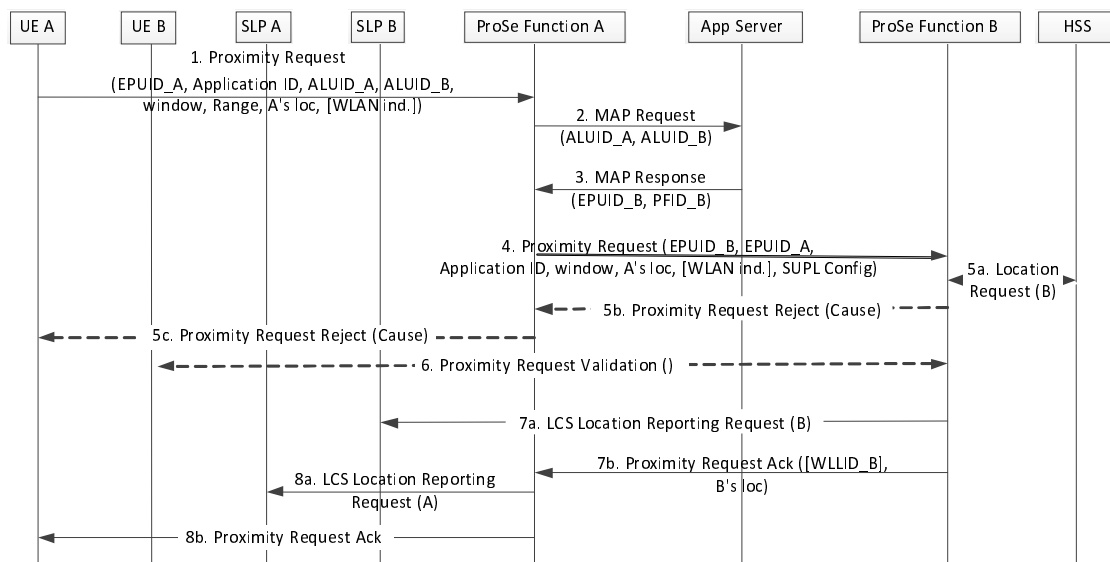 UE A
UE B
SLP A
SLP B
ProSe Function A
App Server
ProSe Function B
HSS
1. Proximity Request
(EPUID_A, Application ID, ALUID_A, ALUID_B,
window, Range, A's loc, [WLAN ind.])
2. MAP Request
(ALUID_A, ALUID_B)
3. MAP Response
(EPUID_B, PFID_B)
4. Proximity Request (EPUID_B, EPUID_A,
Application ID, window, A's loc, [WLAN ind.], SUPL Config)
5a. Location
Request (B)
5b. Proximity Request Reject (Cause)
5c. Proximity Request Reject (Cause)
6. Proximity Request Validation ()
7a. LCS Location Reporting Request (B)
7b. Proximity Request Ack ([WLLID_B],
B's loc)
8a. LCS Location Reporting
Request (A)
8b. Proximity Request Ack